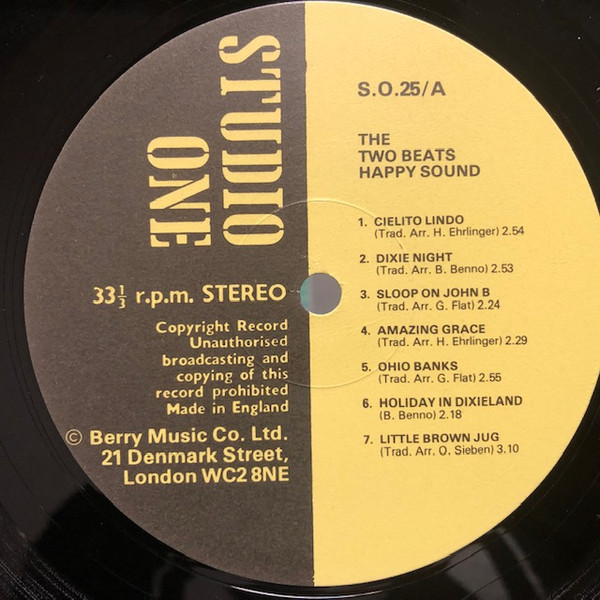 STUDIO
ONE
33⅓ r.p.m. STEREO
Copyright Record
Unauthorised
broadcasting and
copying of this
record prohibited
Made in England
© Berry Music Co. Ltd.
21 Denmark Street,
London WC2 8NE
S.O.25/A
THE
TWO BEATS
HAPPY SOUND
1. CIELITO LINDO
(Trad. Arr. H. Ehrlinger) 2.54
2. DIXIE NIGHT
(Trad. Arr. B. Benno) 2.53
3. SLOOP ON JOHN B
(Trad. Arr. G. Flat) 2.24
4. AMAZING GRACE
(Trad. Arr. H Ehrlinger) 2.29
5. OHIO BANKS
(Trad. Arr. G. Flat) 2.55
6. HOLIDAY IN DIXIELAND
(B. Benno) 2.18
7. LITTLE BROWN JUG
(Trad. Arr. O. Sieben) 3.10